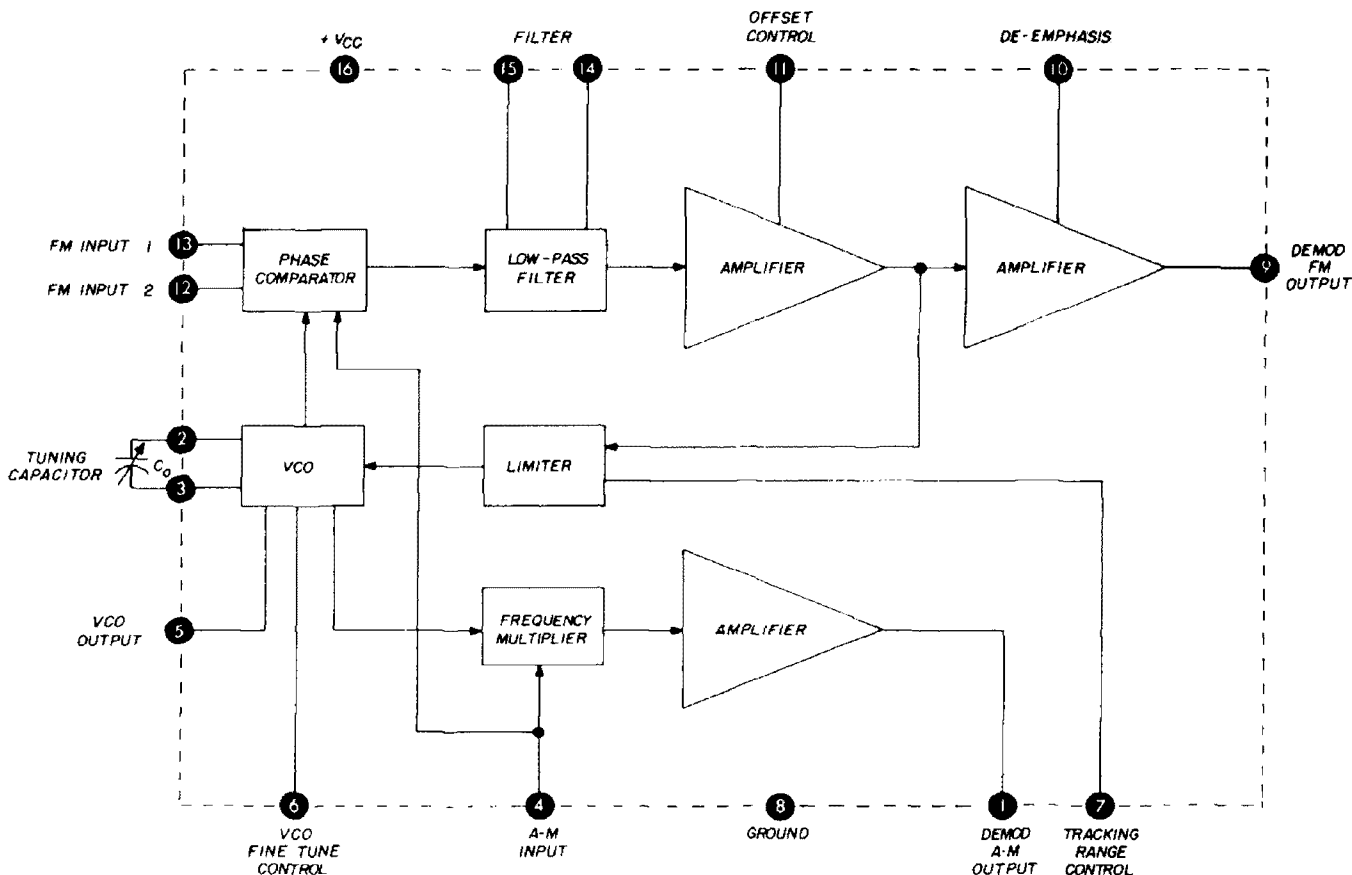 + VCC
16
FILTER
15
14
OFFSET
CONTROL
11
DE-EMPHASIS
10
FM INPUT 1
13
FM INPUT 2
12
PHASE
COMPARATOR
LOW-PASS
FILTER
AMPLIFIER
AMPLIFIER
9
DEMOD
FM
OUTPUT
TUNING
CAPACITOR
Co
2
3
VCO
LIMITER
VCO
OUTPUT
5
FREQUENCY
MULTIPLIER
AMPLIFIER
6
VCO
FINE TUNE
CONTROL
4
A-M
INPUT
8
GROUND
1
DEMOD
A-M
OUTPUT
7
TRACKING
RANGE
CONTROL